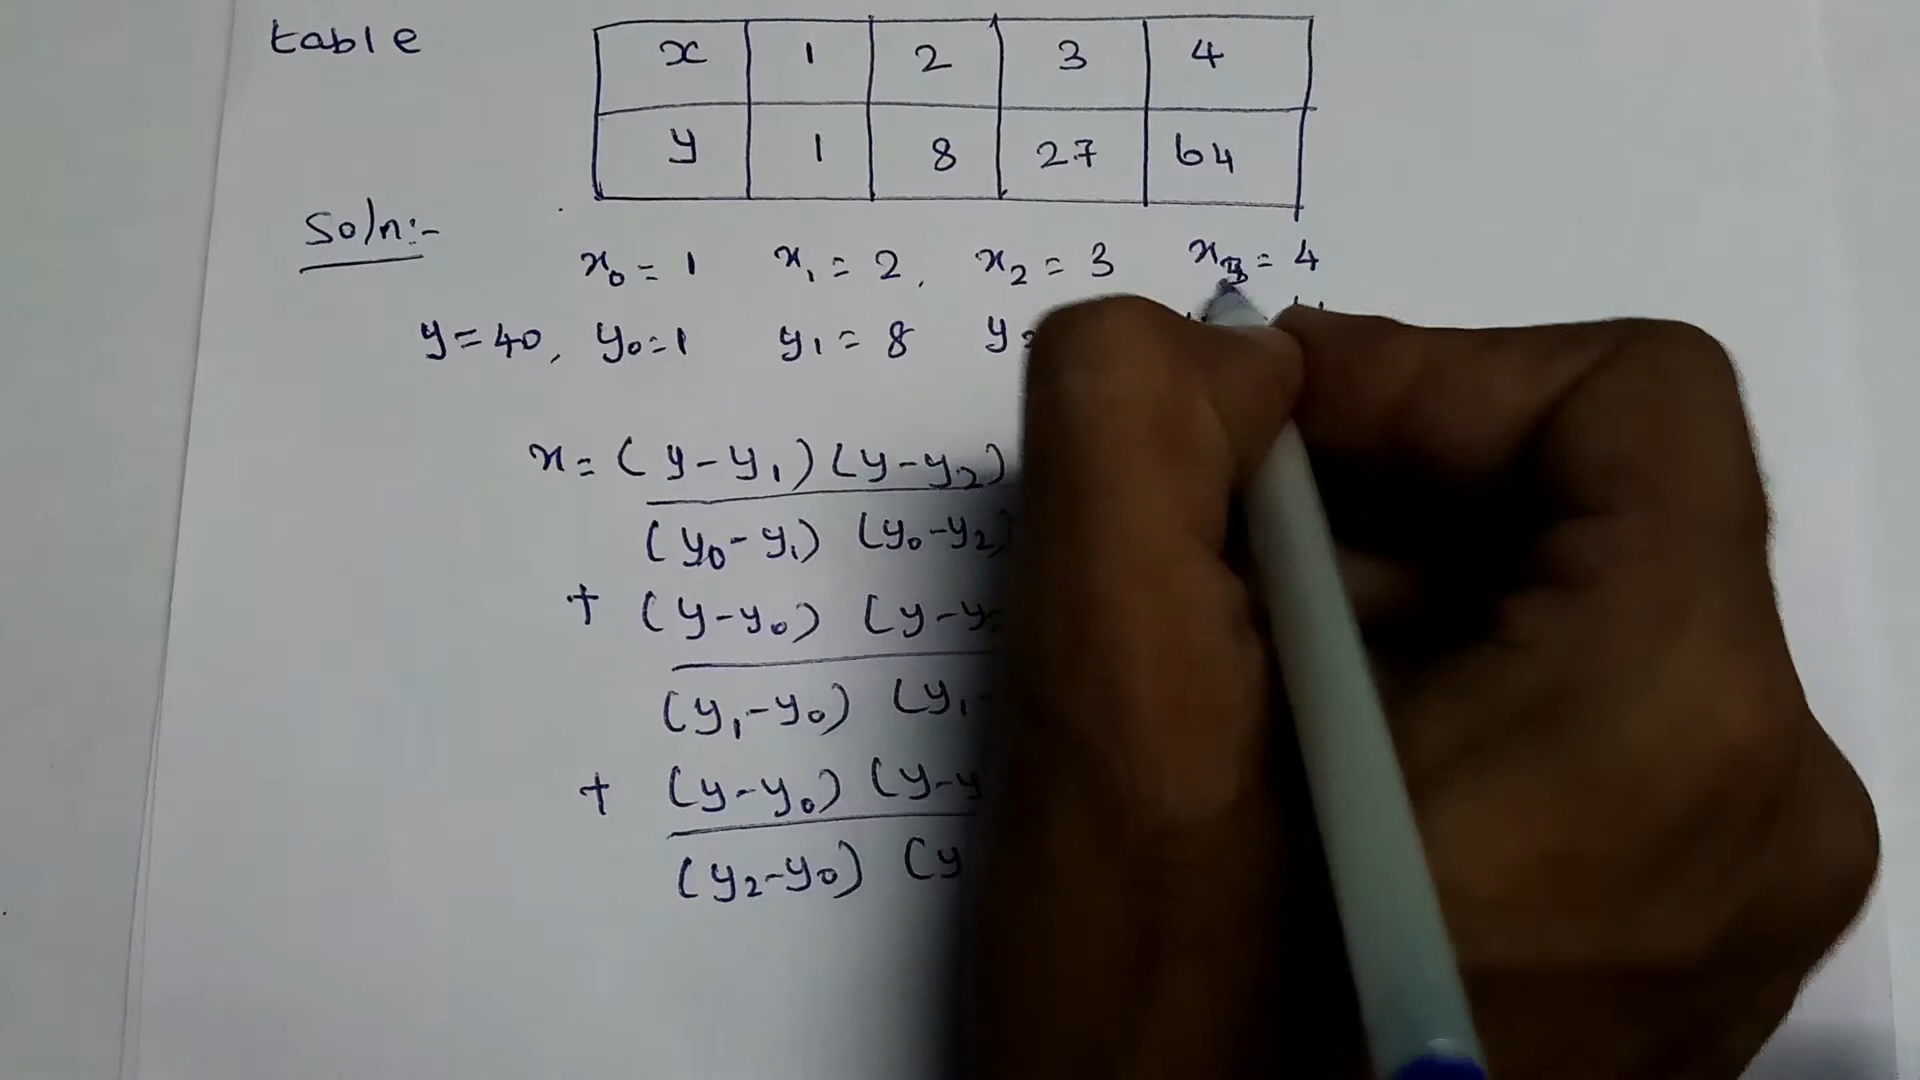 table
x 1 2 3 4
y 1 8 27 64
Soln:-
x₀ = 1 x₁ = 2, x₂ = 3 x₃ = 4
y = 40, y₀ = 1 y₁ = 8 y
x = (y - y₁) (y - y₂)
(y₀ - y₁) (y₀ - y₂)
+ (y - y₀) (y - y
(y₁ - y₀) (y₁ -
+ (y - y₀) (y - y
(y₂ - y₀) (y